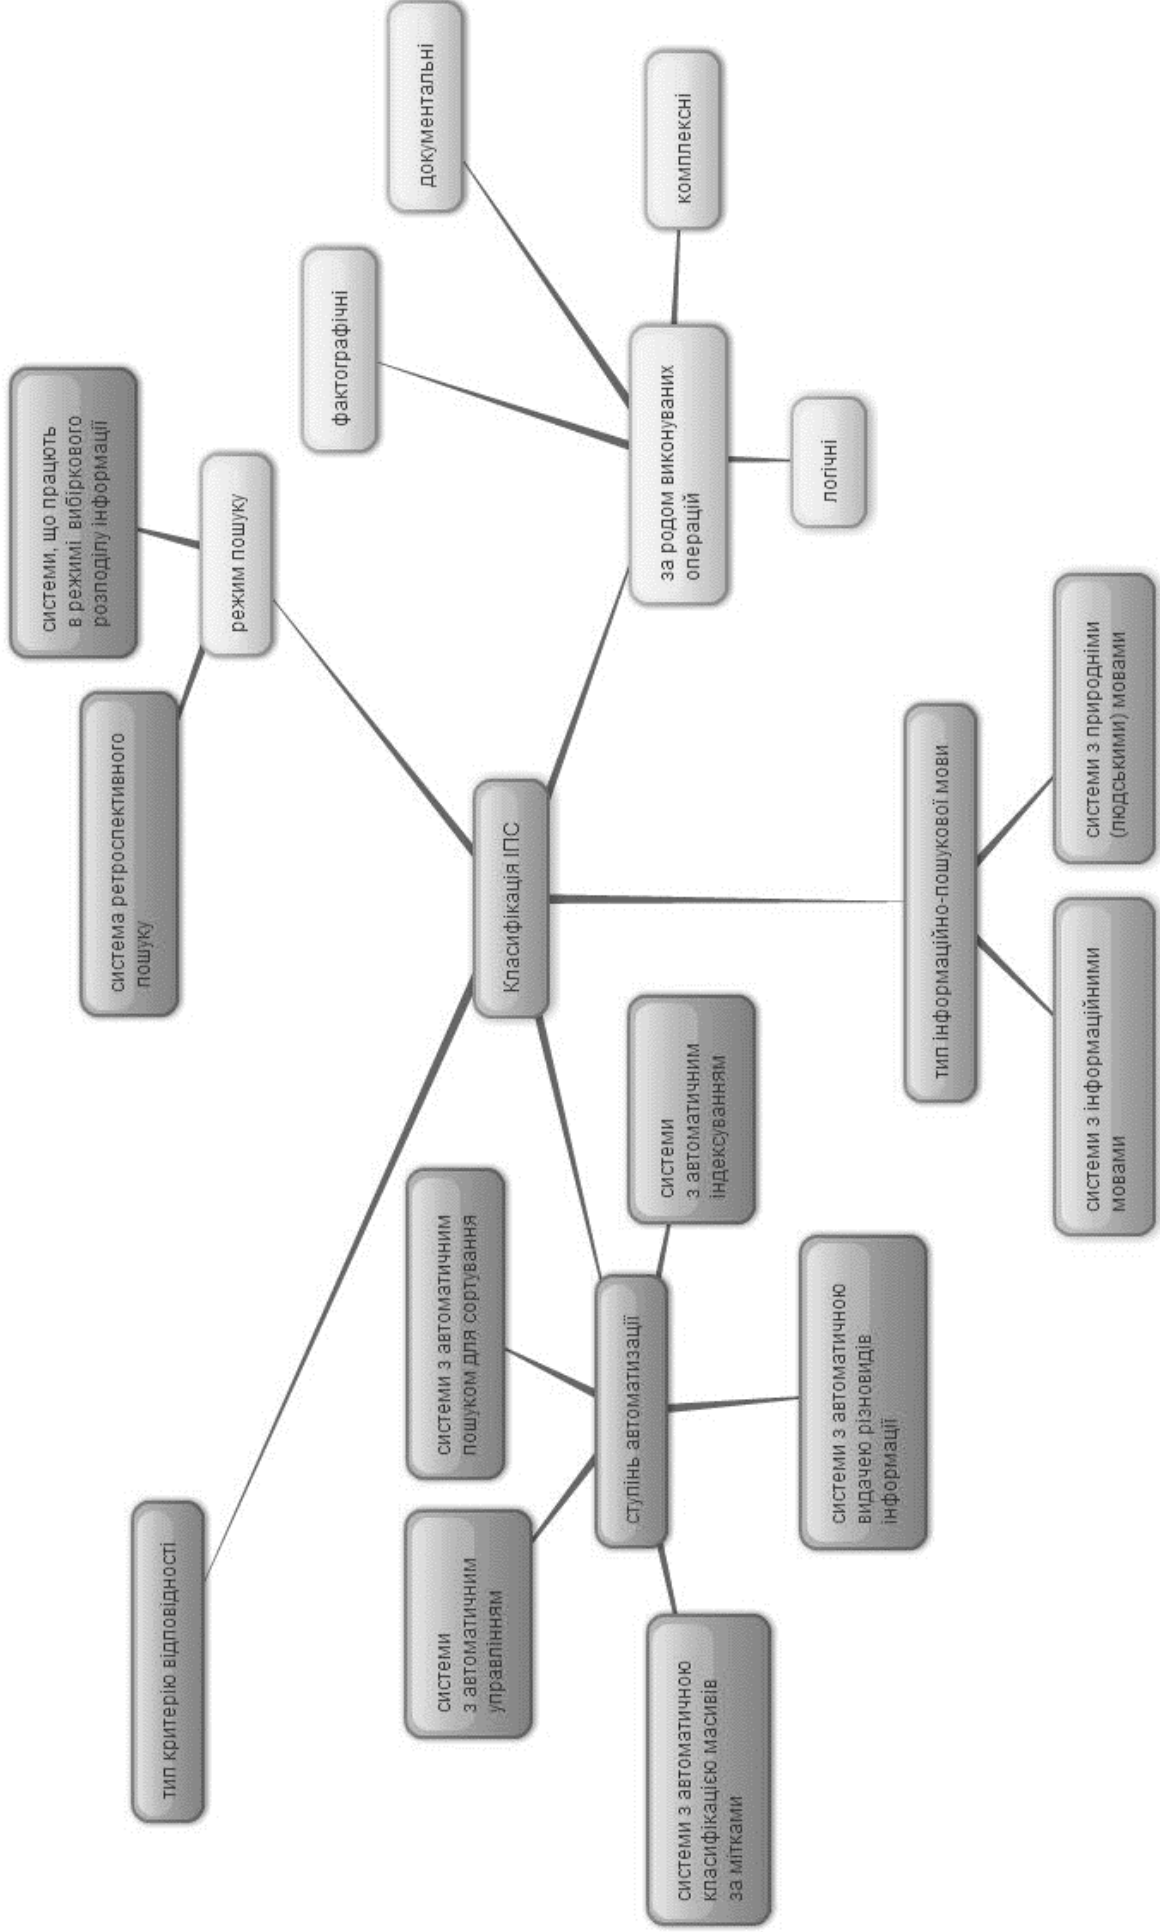 системи, що працють
в режимі вибіркового
розподілу інформації
система ретроспективного
пошуку
режим пошуку
тип критерію відповідності
фактографічні
документальні
Класифікація ІПС
системи
з автоматичним
управлінням
системи з автоматичним
пошуком для сортування
ступінь автоматизації
системи з автоматичною
класифікацією масивів
за мітками
системи з автоматичною
видачею різновидів
інформації
системи
з автоматичним
індексуванням
за родом виконуваних
операцій
комплексні
логічні
тип інформаційно-пошукової мови
системи з інформаційними
мовами
системи з природніми
(людськими) мовами